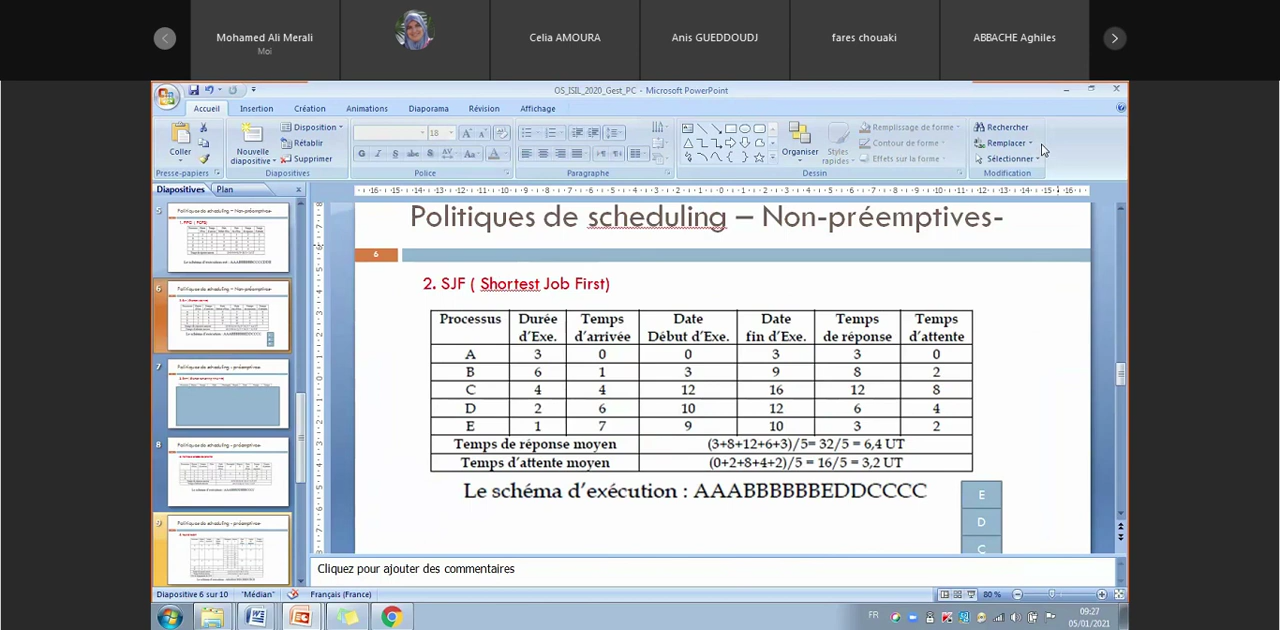 Mohamed Ali Merali
Moi
Celia AMOURA
Anis GUEDDOUDJ
fares chouaki
ABBACHE Aghiles
OS_ISIL_2020_Gest_PC - Microsoft PowerPoint
Accueil Insertion Création Animations Diaporama Révision Affichage
Coller
Presse-papiers
Nouvelle diapositive
Disposition
Rétablir
Supprimer
Diapositives
18
Police
Paragraphe
Organiser
Styles rapides
Remplissage de forme
Contour de forme
Effets sur la forme
Dessin
Rechercher
Remplacer
Sélectionner
Modification
Diapositives Plan
5
6
7
8
9
Politiques de scheduling – Non-préemptives-
6
2. SJF ( Shortest Job First)
Processus Durée d'Exe. Temps d'arrivée Date Début d'Exe. Date fin d'Exe. Temps de réponse Temps d'attente
A 3 0 0 3 3 0
B 6 1 3 9 8 2
C 4 4 12 16 12 8
D 2 6 10 12 6 4
E 1 7 9 10 3 2
Temps de réponse moyen (3+8+12+6+3)/5= 32/5 = 6,4 UT
Temps d'attente moyen (0+2+8+4+2)/5 = 16/5 = 3,2 UT
Le schéma d'exécution : AAABBBBBBEDDCCCC
E
D
C
Cliquez pour ajouter des commentaires
Diapositive 6 sur 10 "Médian" Français (France) 80 %
FR
09:27
05/01/2021